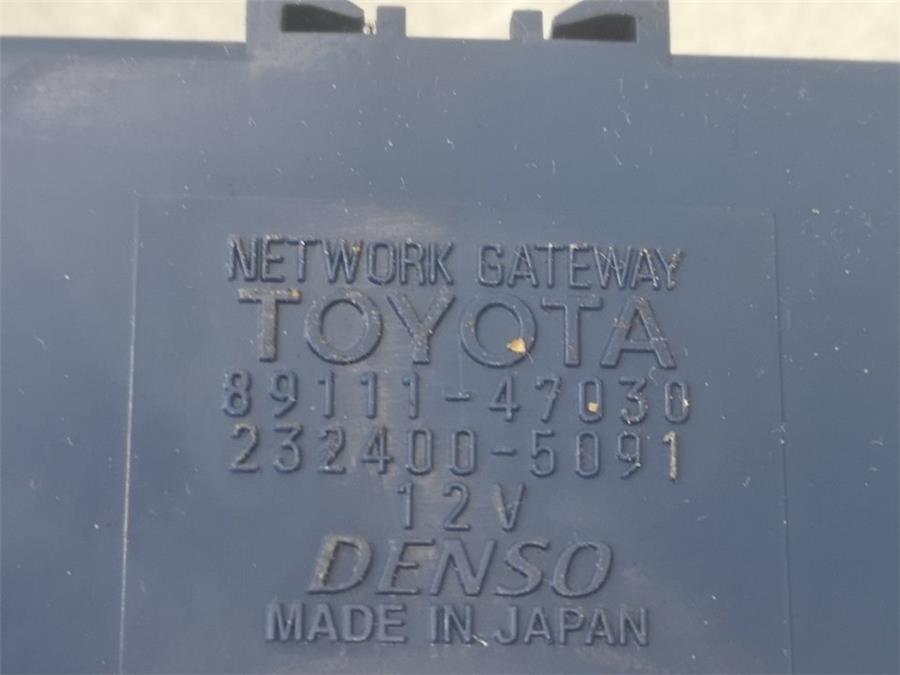 NETWORK GATEWAY
TOYOTA
89111-47030
232400-5091
12V
DENSO
MADE IN JAPAN